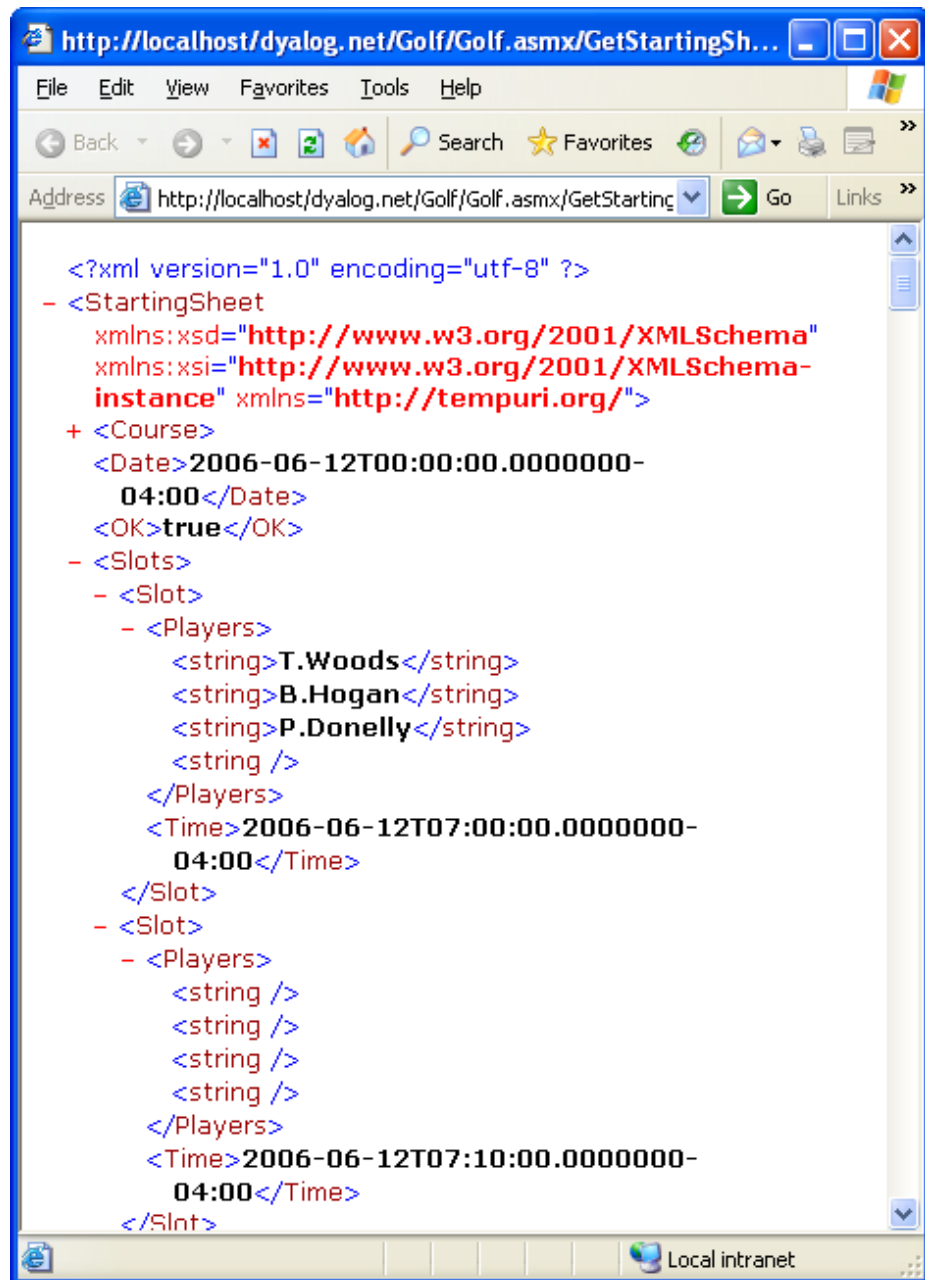 http://localhost/dyalog.net/Golf/Golf.asmx/GetStartingSh...
File Edit View Favorites Tools Help
Back Search Favorites »
Address http://localhost/dyalog.net/Golf/Golf.asmx/GetStarting Go Links »
<?xml version="1.0" encoding="utf-8" ?>
- <StartingSheet
xmlns:xsd="http://www.w3.org/2001/XMLSchema"
xmlns:xsi="http://www.w3.org/2001/XMLSchema-
instance" xmlns="http://tempuri.org/">
+ <Course>
<Date>2006-06-12T00:00:00.0000000-
04:00</Date>
<OK>true</OK>
- <Slots>
- <Slot>
- <Players>
<string>T.Woods</string>
<string>B.Hogan</string>
<string>P.Donelly</string>
<string />
</Players>
<Time>2006-06-12T07:00:00.0000000-
04:00</Time>
</Slot>
- <Slot>
- <Players>
<string />
<string />
<string />
<string />
</Players>
<Time>2006-06-12T07:10:00.0000000-
04:00</Time>
</Slot>
Local intranet